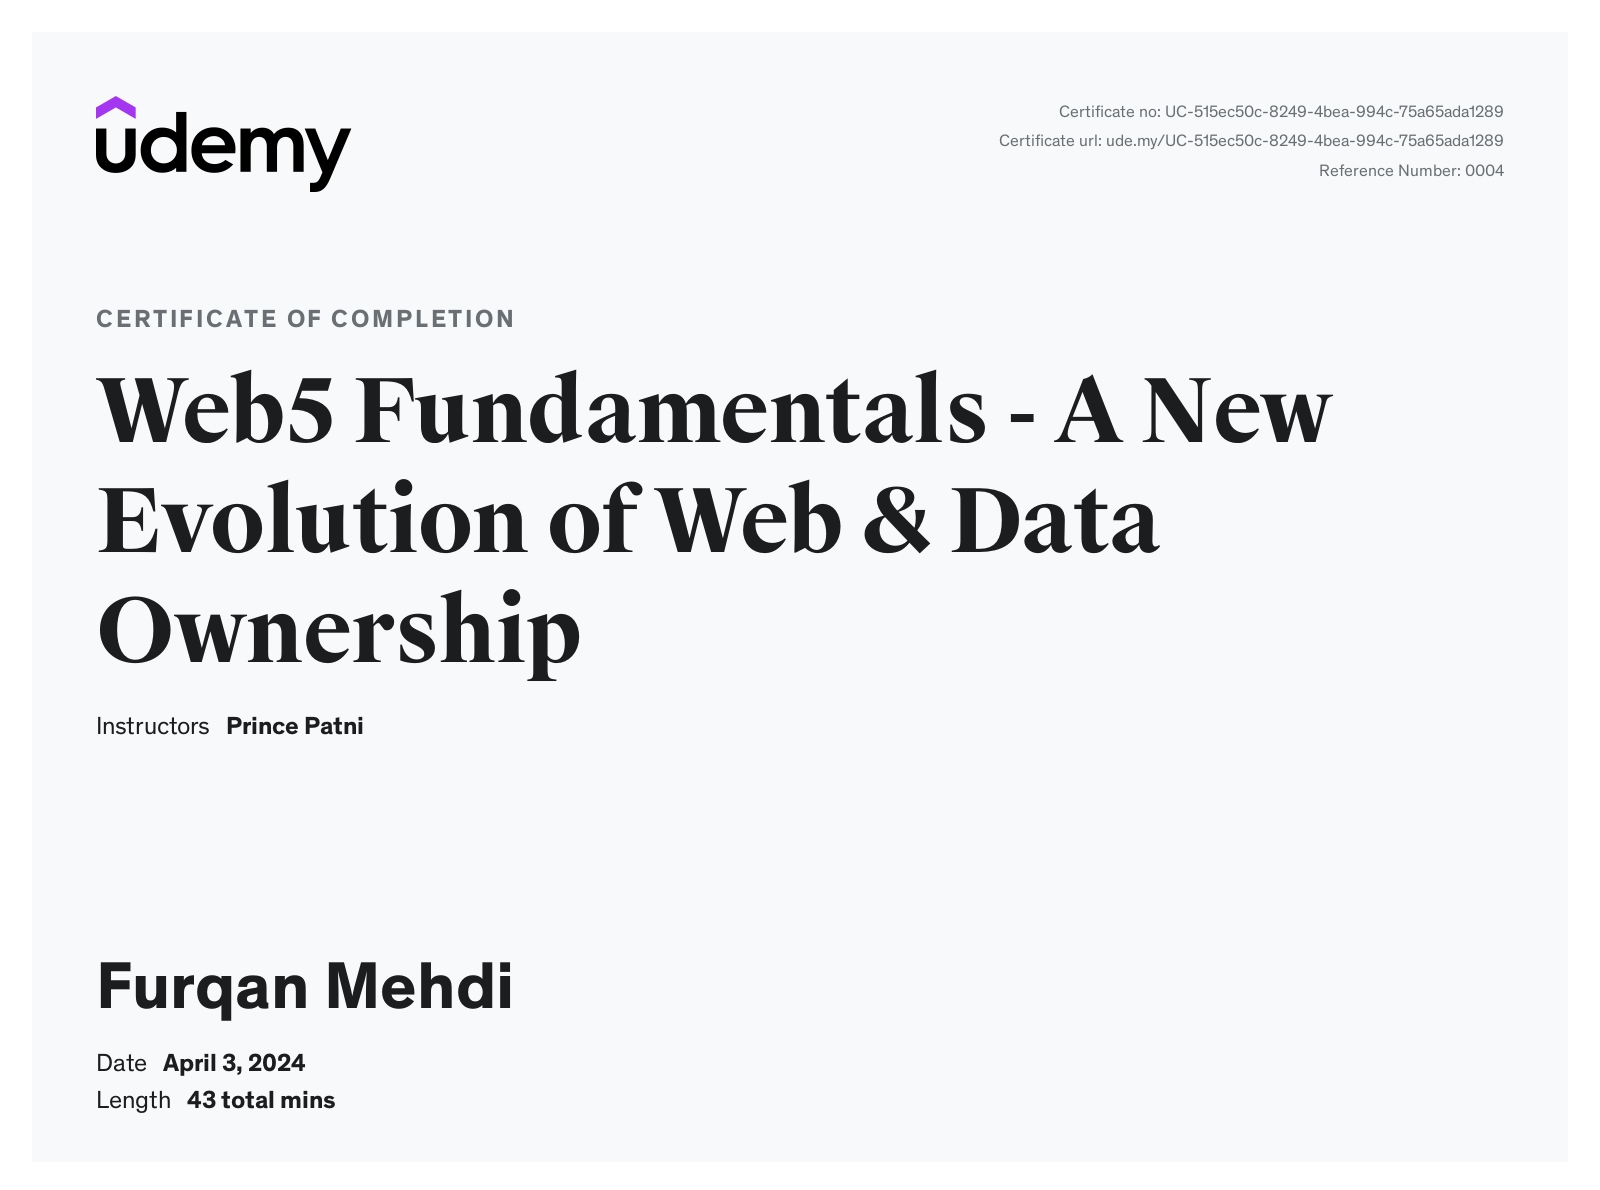 udemy
Certificate no: UC-515ec50c-8249-4bea-994c-75a65ada1289
Certificate url: ude.my/UC-515ec50c-8249-4bea-994c-75a65ada1289
Reference Number: 0004
CERTIFICATE OF COMPLETION
Web5 Fundamentals - A New
Evolution of Web & Data
Ownership
Instructors Prince Patni
Furqan Mehdi
Date April 3, 2024
Length 43 total mins